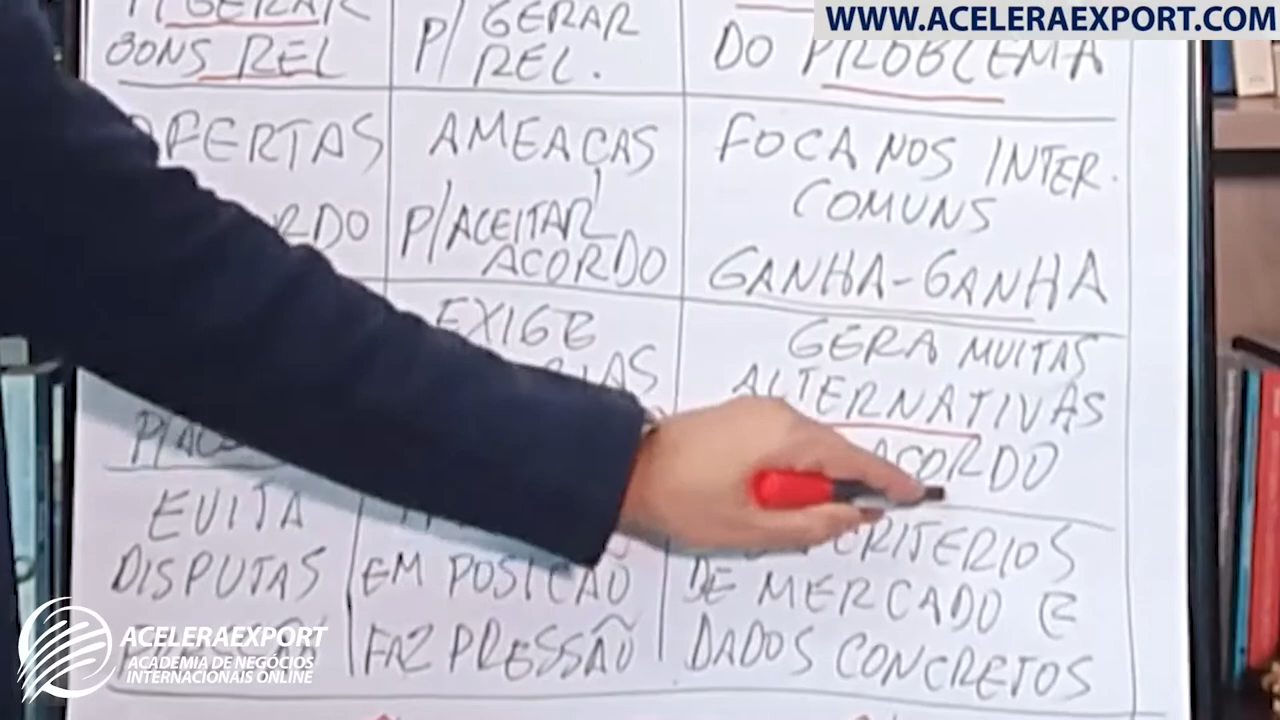 WWW.ACELERAEXPORT.COM
P/ GERAR
BONS REL
P/ GERAR
REL.
DO PROBLEMA
OFERTAS
AMEAÇAS
P/ACEITAR
ACORDO
FOCA NOS INTER.
COMUNS
GANHA-GANHA
EXIGE
GERA MUITAS
ALTERNATIVAS
ACORDO
EVITA
DISPUTAS
EM POSIÇÃO
FAZ PRESSÃO
CRITERIOS
DE MERCADO E
DADOS CONCRETOS
ACELERAEXPORT
ACADEMIA DE NEGÓCIOS
INTERNACIONAIS ONLINE